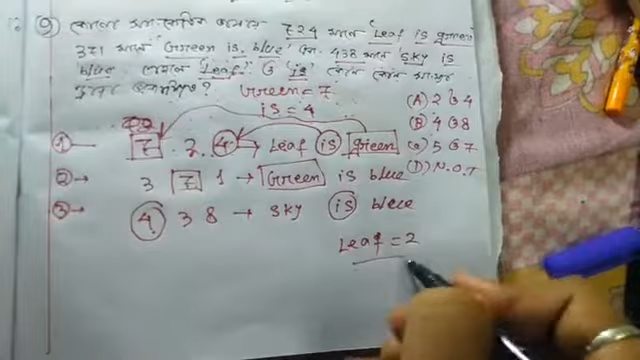 9) কোনো সাংকেতিক ভাষায় 724 মানে 'Leaf is green'
371 মানে 'Green is blue' এবং 438 মানে 'sky is
blue' তাহলে 'Leaf' ও 'is' কোন কোন সংখ্যা
দ্বারা প্রকাশিত?
Green = 7
is = 4
(A) 2 ও 4
(B) 4 ও 8
(C) 5 ও 7
(D) N.O.T
① 7 2 4 → Leaf is green
② → 3 7 1 → Green is blue
③ → 4 3 8 → sky is blue
Leaf = 2